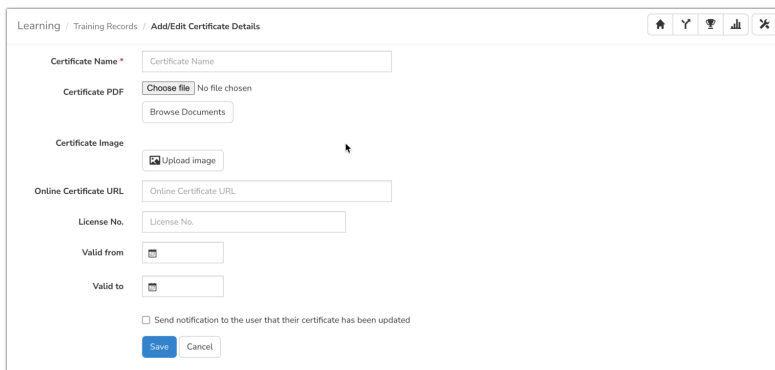 Learning / Training Records / Add/Edit Certificate Details
Certificate Name * Certificate Name
Certificate PDF Choose file No file chosen
Browse Documents
Certificate Image
Upload image
Online Certificate URL Online Certificate URL
License No. License No.
Valid from
Valid to
Send notification to the user that their certificate has been updated
Save Cancel